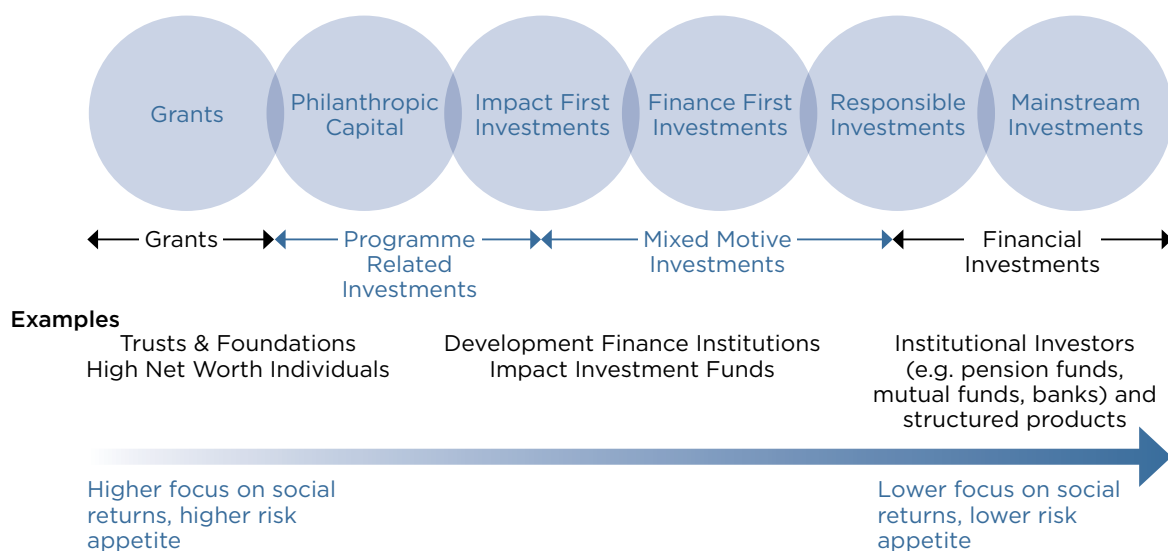 Grants
Philanthropic
Capital
Impact First
Investments
Finance First
Investments
Responsible
Investments
Mainstream
Investments
Grants
Programme
Related
Investments
Mixed Motive
Investments
Financial
Investments
Examples
Trusts & Foundations
High Net Worth Individuals
Development Finance Institutions
Impact Investment Funds
Institutional Investors
(e.g. pension funds,
mutual funds, banks) and
structured products
Higher focus on social
returns, higher risk
appetite
Lower focus on social
returns, lower risk
appetite